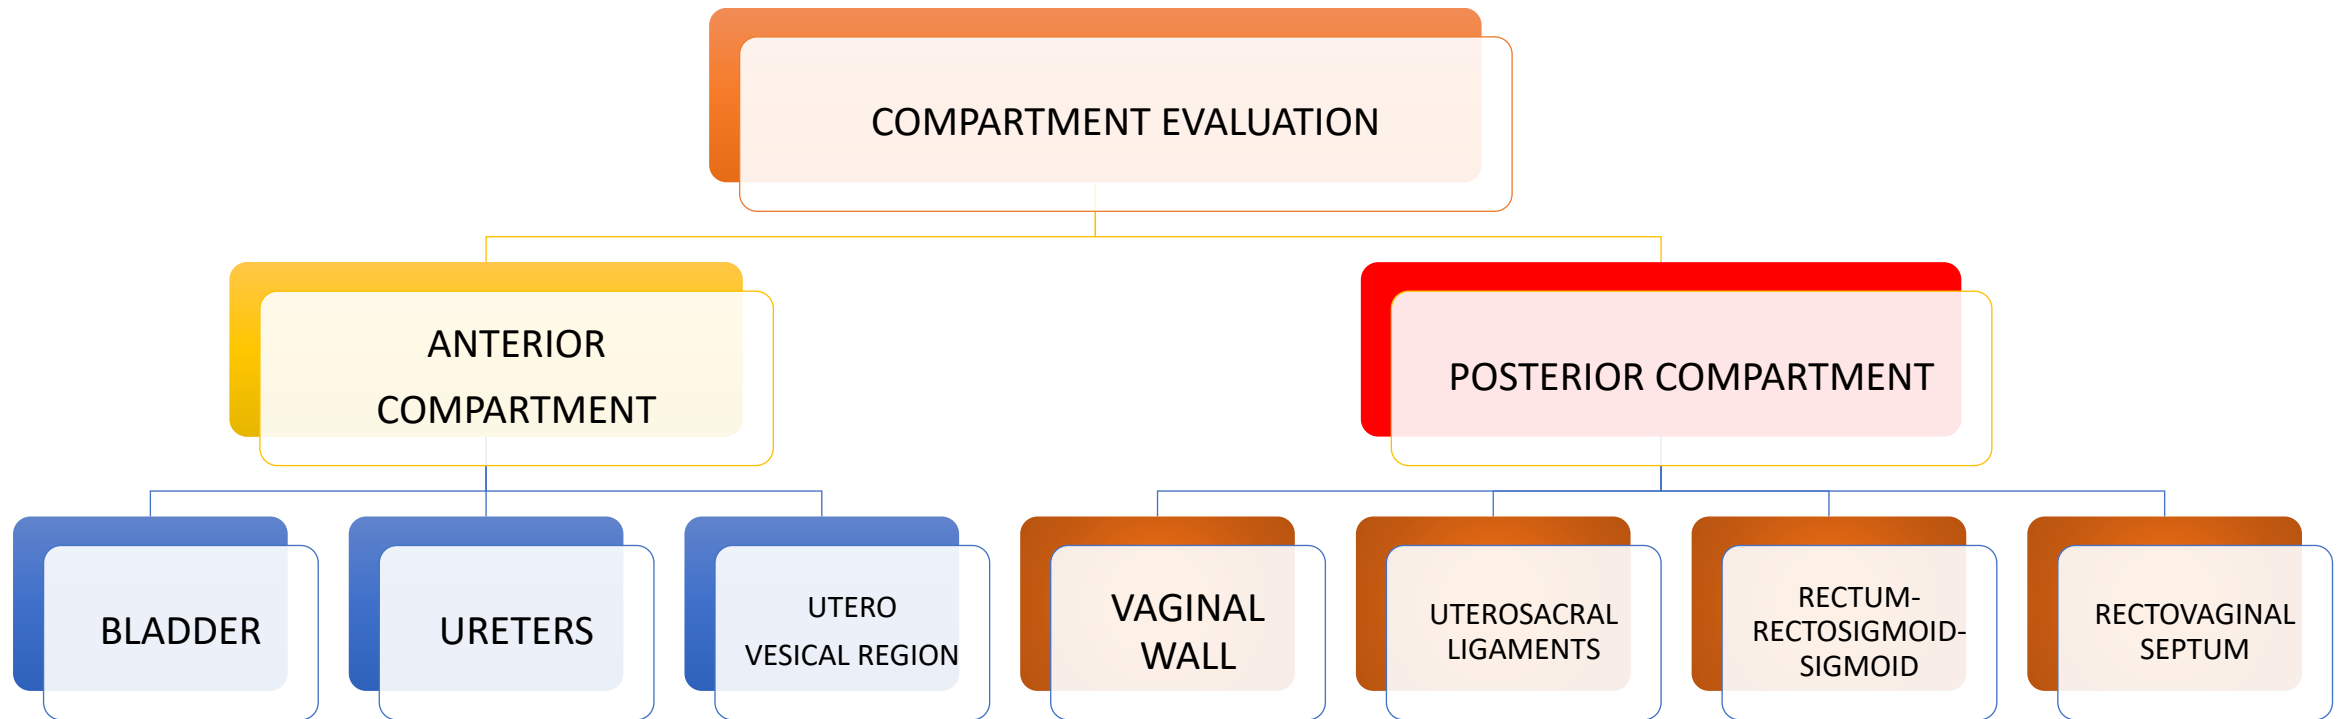 COMPARTMENT EVALUATION
ANTERIOR
COMPARTMENT
POSTERIOR COMPARTMENT
BLADDER
URETERS
UTERO
VESICAL REGION
VAGINAL
WALL
UTEROSACRAL
LIGAMENTS
RECTUM-
RECTOSIGMOID-
SIGMOID
RECTOVAGINAL
SEPTUM